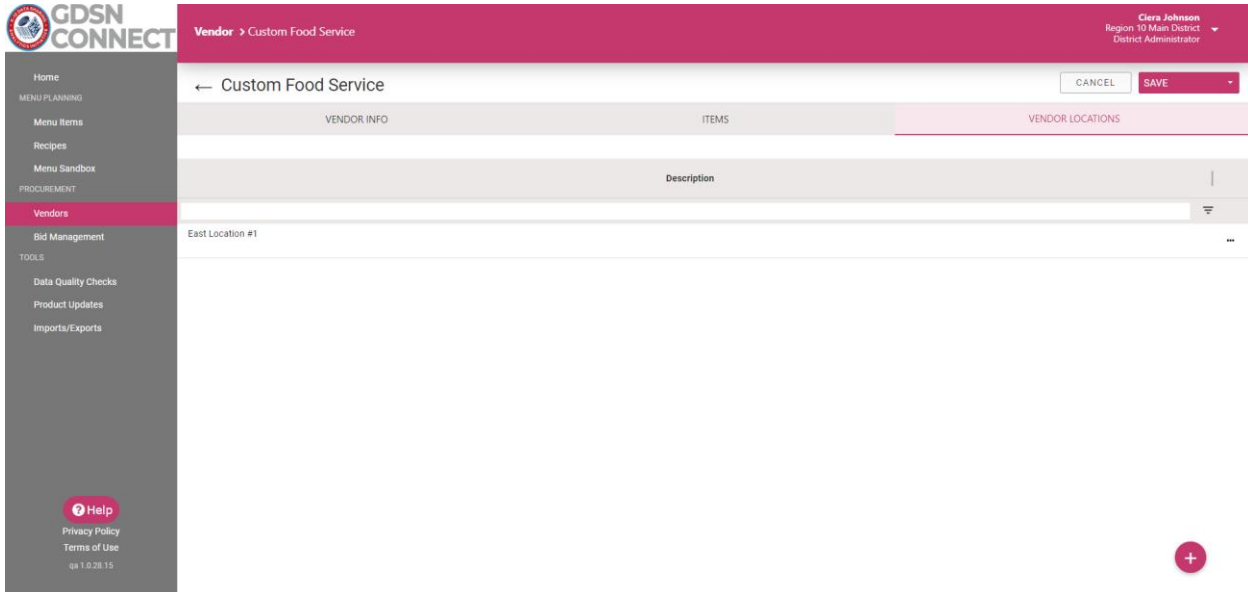 GDSN
CONNECT
Vendor > Custom Food Service
Ciera Johnson
Region 10 Main District
District Administrator
Home
MENU PLANNING
Menu Items
Recipes
Menu Sandbox
PROCUREMENT
Vendors
Bid Management
TOOLS
Data Quality Checks
Product Updates
Imports/Exports
Help
Privacy Policy
Terms of Use
qa 1.0.28.15
← Custom Food Service
CANCEL
SAVE
VENDOR INFO
ITEMS
VENDOR LOCATIONS
Description
East Location #1